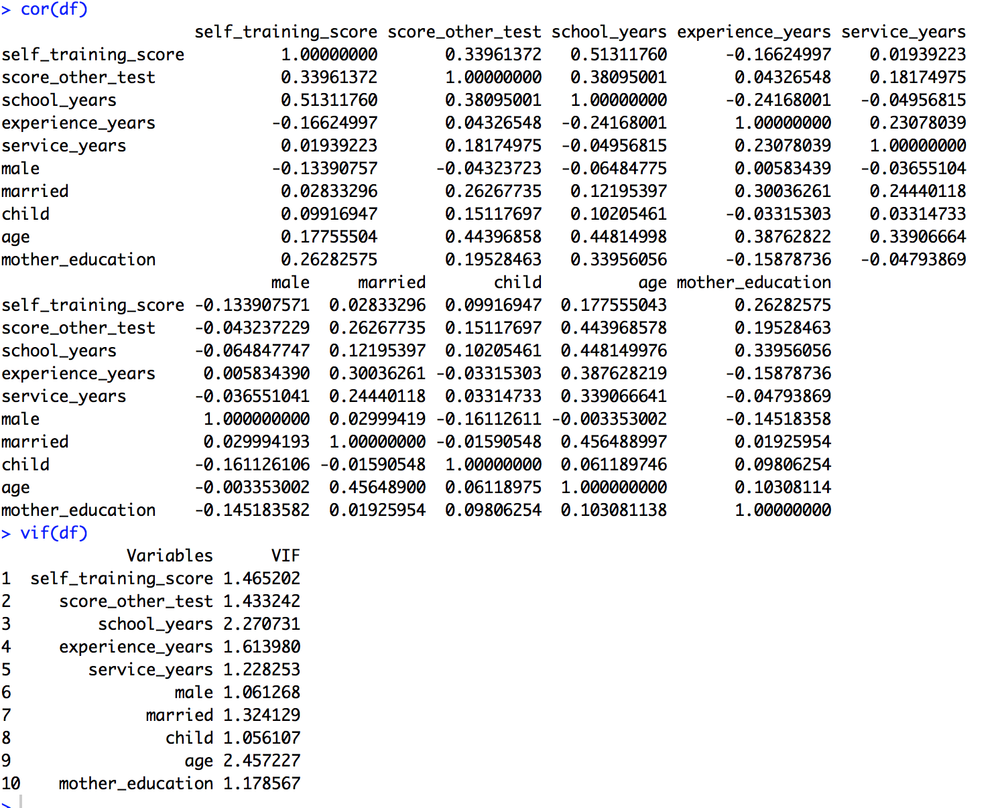 > cor(df)
self_training_score score_other_test school_years experience_years service_years
self_training_score 1.00000000 0.33961372 0.51311760 -0.16624997 0.01939223
score_other_test 0.33961372 1.00000000 0.38095001 0.04326548 0.18174975
school_years 0.51311760 0.38095001 1.00000000 -0.24168001 -0.04956815
experience_years -0.16624997 0.04326548 -0.24168001 1.00000000 0.23078039
service_years 0.01939223 0.18174975 -0.04956815 0.23078039 1.00000000
male -0.13390757 -0.04323723 -0.06484775 0.00583439 -0.03655104
married 0.02833296 0.26267735 0.12195397 0.30036261 0.24440118
child 0.09916947 0.15117697 0.10205461 -0.03315303 0.03314733
age 0.17755504 0.44396858 0.44814998 0.38762822 0.33906664
mother_education 0.26282575 0.19528463 0.33956056 -0.15878736 -0.04793869
male married child age mother_education
self_training_score -0.133907571 0.02833296 0.09916947 0.177555043 0.26282575
score_other_test -0.043237229 0.26267735 0.15117697 0.443968578 0.19528463
school_years -0.064847747 0.12195397 0.10205461 0.448149976 0.33956056
experience_years 0.005834390 0.30036261 -0.03315303 0.387628219 -0.15878736
service_years -0.036551041 0.24440118 0.03314733 0.339066641 -0.04793869
male 1.000000000 0.02999419 -0.16112611 -0.003353002 -0.14518358
married 0.029994193 1.00000000 -0.01590548 0.456488997 0.01925954
child -0.161126106 -0.01590548 1.00000000 0.061189746 0.09806254
age -0.003353002 0.45648900 0.06118975 1.000000000 0.10308114
mother_education -0.145183582 0.01925954 0.09806254 0.103081138 1.00000000
> vif(df)
Variables VIF
1 self_training_score 1.465202
2 score_other_test 1.433242
3 school_years 2.270731
4 experience_years 1.613980
5 service_years 1.228253
6 male 1.061268
7 married 1.324129
8 child 1.056107
9 age 2.457227
10 mother_education 1.178567
>